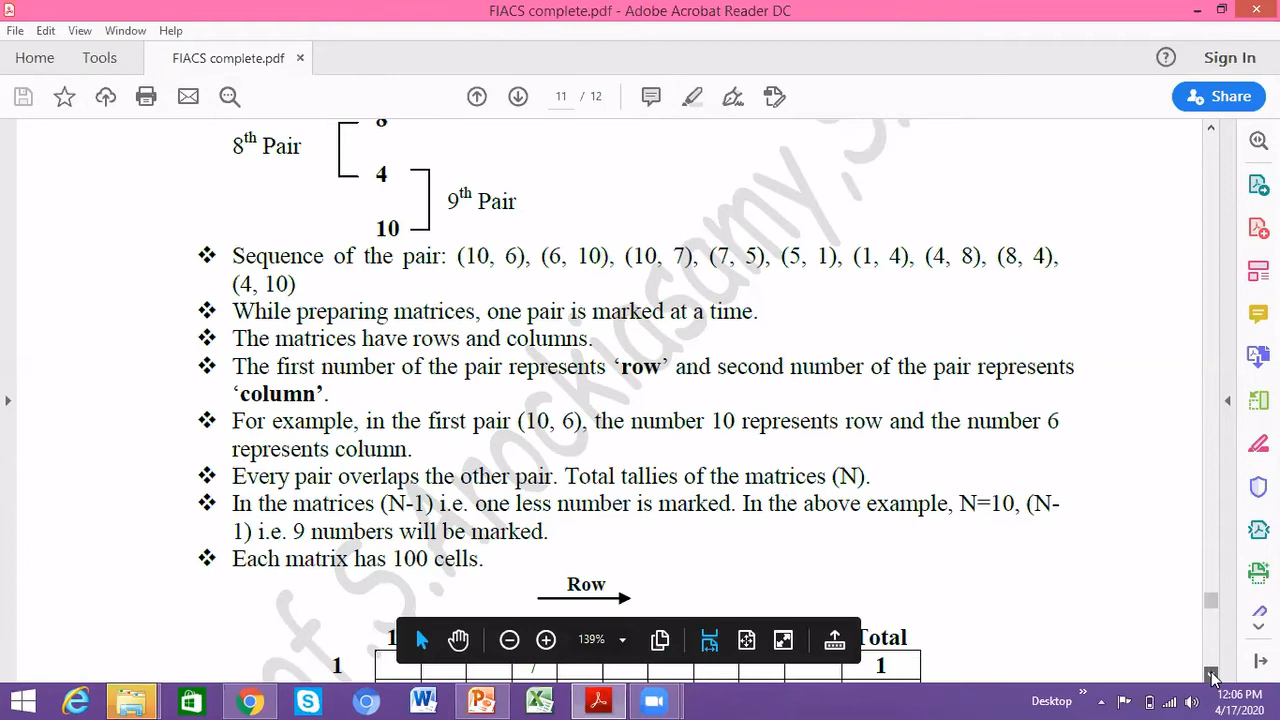 FIACS complete.pdf - Adobe Acrobat Reader DC
File Edit View Window Help
Home Tools FIACS complete.pdf × Sign In
11 / 12 Share
8
8th Pair
4
9th Pair
10
❖ Sequence of the pair: (10, 6), (6, 10), (10, 7), (7, 5), (5, 1), (1, 4), (4, 8), (8, 4),
(4, 10)
❖ While preparing matrices, one pair is marked at a time.
❖ The matrices have rows and columns.
❖ The first number of the pair represents ‘row’ and second number of the pair represents
‘column’.
❖ For example, in the first pair (10, 6), the number 10 represents row and the number 6
represents column.
❖ Every pair overlaps the other pair. Total tallies of the matrices (N).
❖ In the matrices (N-1) i.e. one less number is marked. In the above example, N=10, (N-
1) i.e. 9 numbers will be marked.
❖ Each matrix has 100 cells.
of S.Arockiasamy, S.
Row
1 Total
139%
1 / 1
Desktop
12:06 PM
4/17/2020